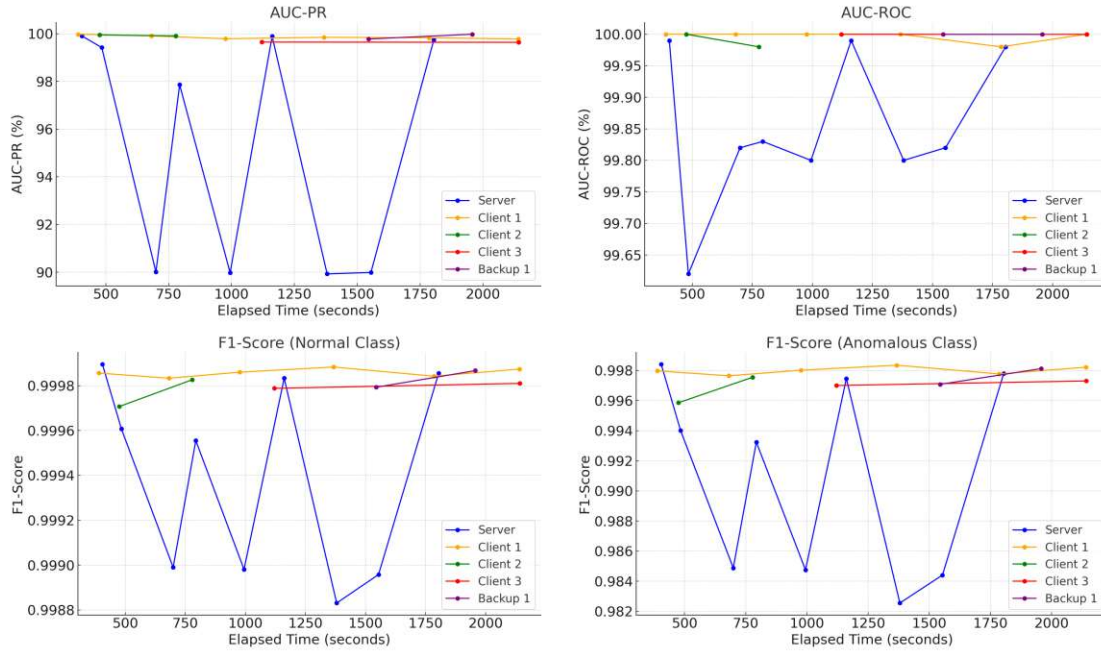 AUC-PR
100
98
96
94
92
90
AUC-PR (%)
500 750 1000 1250 1500 1750 2000
Elapsed Time (seconds)
Server
Client 1
Client 2
Client 3
Backup 1
AUC-ROC
100.00
99.95
99.90
99.85
99.80
99.75
99.70
99.65
AUC-ROC (%)
500 750 1000 1250 1500 1750 2000
Elapsed Time (seconds)
Server
Client 1
Client 2
Client 3
Backup 1
F1-Score (Normal Class)
0.9998
0.9996
0.9994
0.9992
0.9990
0.9988
F1-Score
500 750 1000 1250 1500 1750 2000
Elapsed Time (seconds)
Server
Client 1
Client 2
Client 3
Backup 1
F1-Score (Anomalous Class)
0.998
0.996
0.994
0.992
0.990
0.988
0.986
0.984
0.982
F1-Score
500 750 1000 1250 1500 1750 2000
Elapsed Time (seconds)
Server
Client 1
Client 2
Client 3
Backup 1